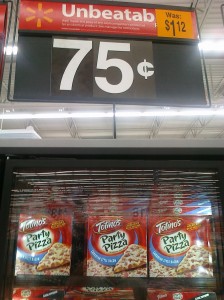 Unbeatab
Was:
$1.12
75¢
Totino's
Party
Pizza
Totino's
Party
Pizza
Totino's
Party
Pizza